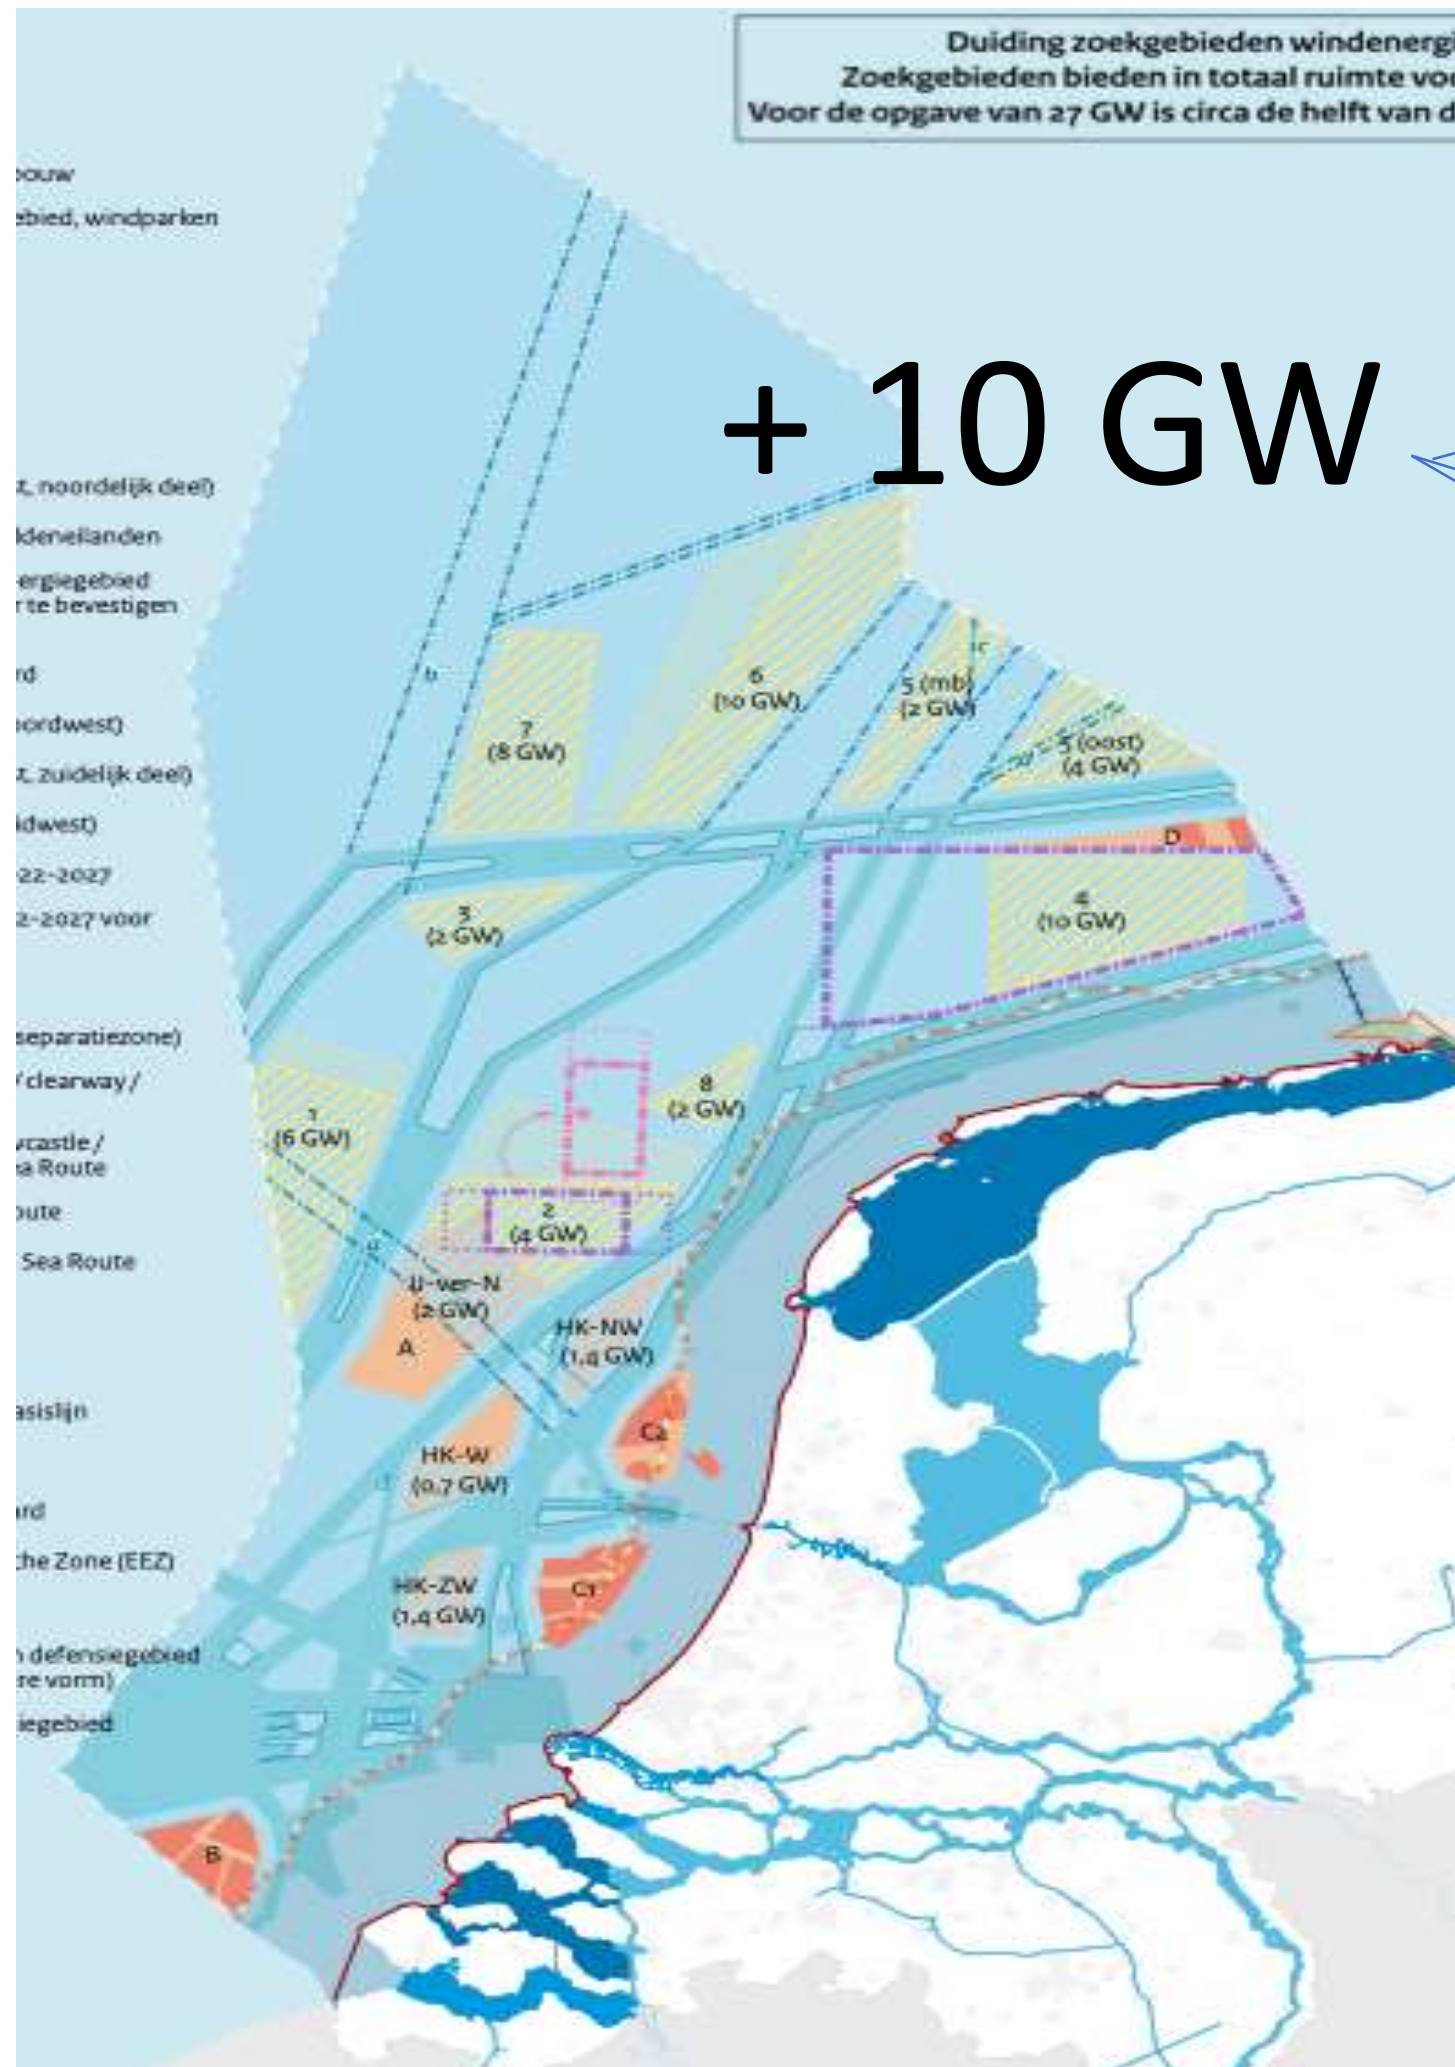 Duiding zoekgebieden windenergi
Zoekgebieden bieden in totaal ruimte voo
Voor de opgave van 27 GW is circa de helft van d
bouw
ebied, windparken
+ 10 GW
t, noordelijk deel)
ddeneilanden
ergiegebied
r te bevestigen
rd
oordwest)
t, zuidelijk deel)
idwest)
22-2027
2-2027 voor
separatiezone)
/ clearway /
wcastle /
ea Route
oute
Sea Route
asislijn
ard
che Zone (EEZ)
n defensiegebied
re vorm)
iegebied
b
c
6
(10 GW)
5 (mb)
(2 GW)
7
(8 GW)
5 (oost)
(4 GW)
D
3
(2 GW)
4
(10 GW)
8
(2 GW)
1
(6 GW)
2
(4 GW)
a
IJ-ver-N
(2 GW)
A
HK-NW
(1,4 GW)
C2
HK-W
(0,7 GW)
d
HK-ZW
(1,4 GW)
C1
B